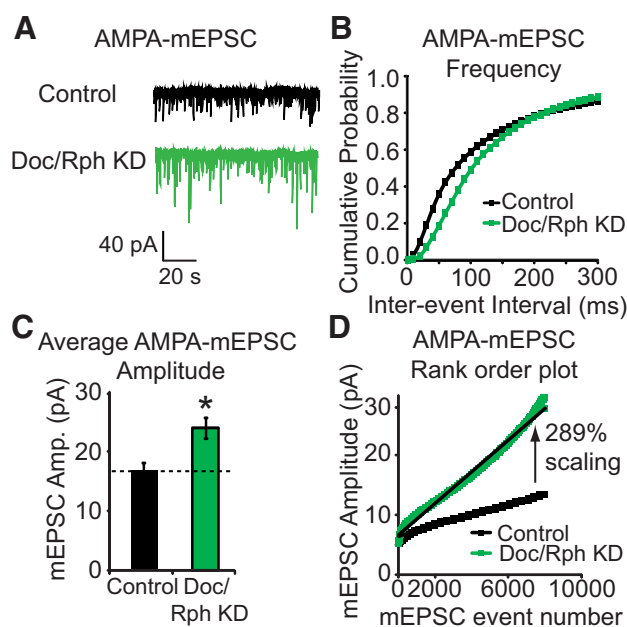 A
AMPA-mEPSC
Control
Doc/Rph KD
40 pA
20 s
B
AMPA-mEPSC
Frequency
Cumulative Probability
1.0
0.8
0.6
0.4
0.2
0.0
0
100
200
300
Control
Doc/Rph KD
Inter-event Interval (ms)
C
Average AMPA-mEPSC
Amplitude
mEPSC Amp. (pA)
30
20
10
0
*
Control
Doc/
Rph KD
D
AMPA-mEPSC
Rank order plot
mEPSC Amplitude (pA)
30
20
10
0
289%
scaling
Control
Doc/Rph KD
0
2000
6000
10000
mEPSC event number